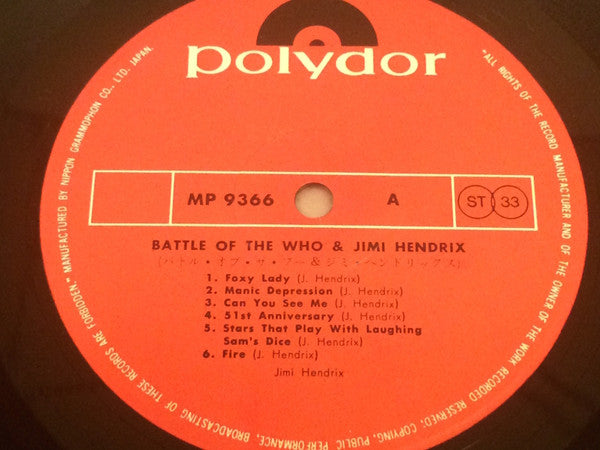 polydor
MP 9366 A ST 33
BATTLE OF THE WHO & JIMI HENDRIX
(バトル・オブ・ザ・フー&ジミ・ヘンドリックス)
1. Foxy Lady (J. Hendrix)
2. Manic Depression (J. Hendrix)
3. Can You See Me (J. Hendrix)
4. 51st Anniversary (J. Hendrix)
5. Stars That Play With Laughing
Sam's Dice (J. Hendrix)
6. Fire (J. Hendrix)
Jimi Hendrix
"ALL RIGHTS OF THE RECORD MANUFACTURER AND OF THE OWNER OF THE WORK RECORDED RESERVED; COPYING, PUBLIC PERFORMANCE, BROADCASTING OF THESE RECORDS ARE FORBIDDEN" MANUFACTURED BY NIPPON GRAMMOPHON CO., LTD. JAPAN.